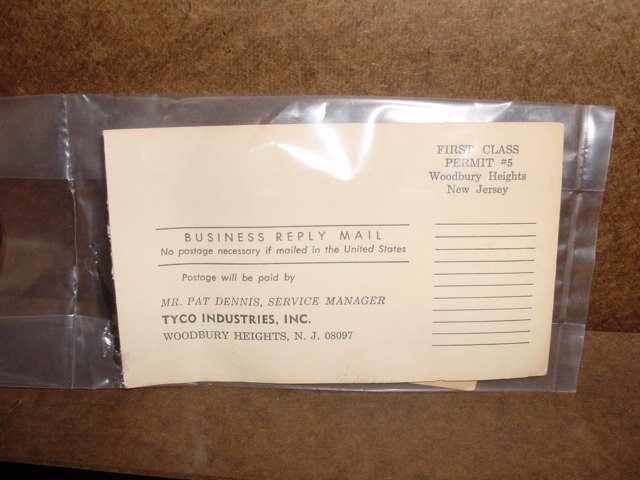 FIRST CLASS
PERMIT #5
Woodbury Heights
New Jersey
BUSINESS REPLY MAIL
No postage necessary if mailed in the United States
Postage will be paid by
MR. PAT DENNIS, SERVICE MANAGER
TYCO INDUSTRIES, INC.
WOODBURY HEIGHTS, N. J. 08097